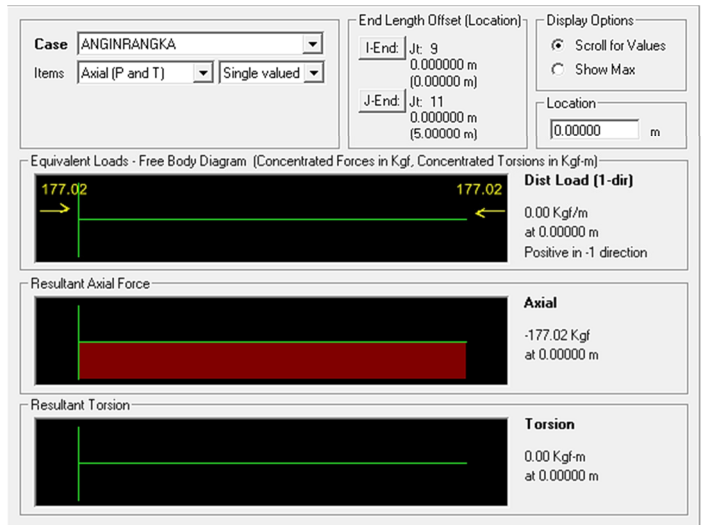 Case ANGINRANGKA
Items Axial (P and T) Single valued
End Length Offset (Location)
I-End: Jt: 9
0.000000 m
(0.00000 m)
J-End: Jt: 11
0.000000 m
(5.00000 m)
Display Options
Scroll for Values
Show Max
Location
0.00000 m
Equivalent Loads - Free Body Diagram (Concentrated Forces in Kgf, Concentrated Torsions in Kgf-m)
177.02 177.02
Dist Load (1-dir)
0.00 Kgf/m
at 0.00000 m
Positive in -1 direction
Resultant Axial Force
Axial
-177.02 Kgf
at 0.00000 m
Resultant Torsion
Torsion
0.00 Kgf-m
at 0.00000 m